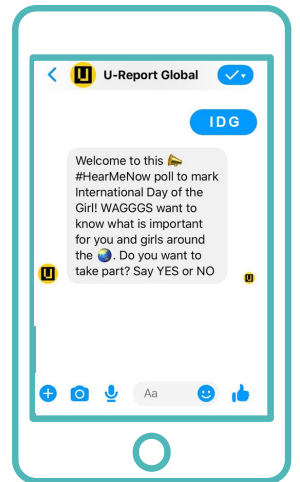 U-Report Global
IDG
Welcome to this 📣
#HearMeNow poll to mark
International Day of the
Girl! WAGGGS want to
know what is important
for you and girls around
the 🌏. Do you want to
take part? Say YES or NO
Aa